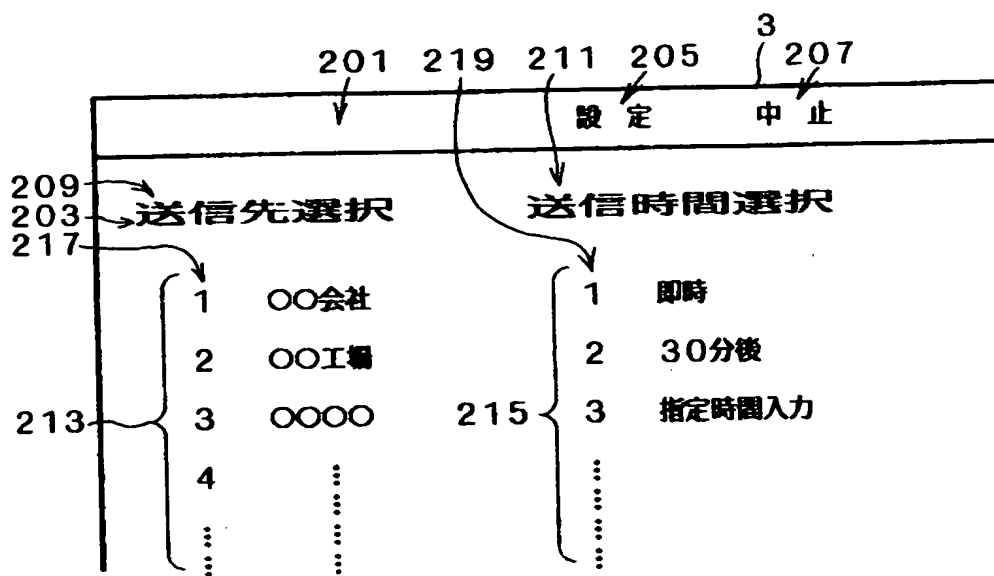 3
201 219 211 205 207
設定 中止
209 送信先選択 送信時間選択
203
217
1 ○○会社 1 即時
2 ○○工場 2 30分後
213 3 ○○○○ 215 3 指定時間入力
4